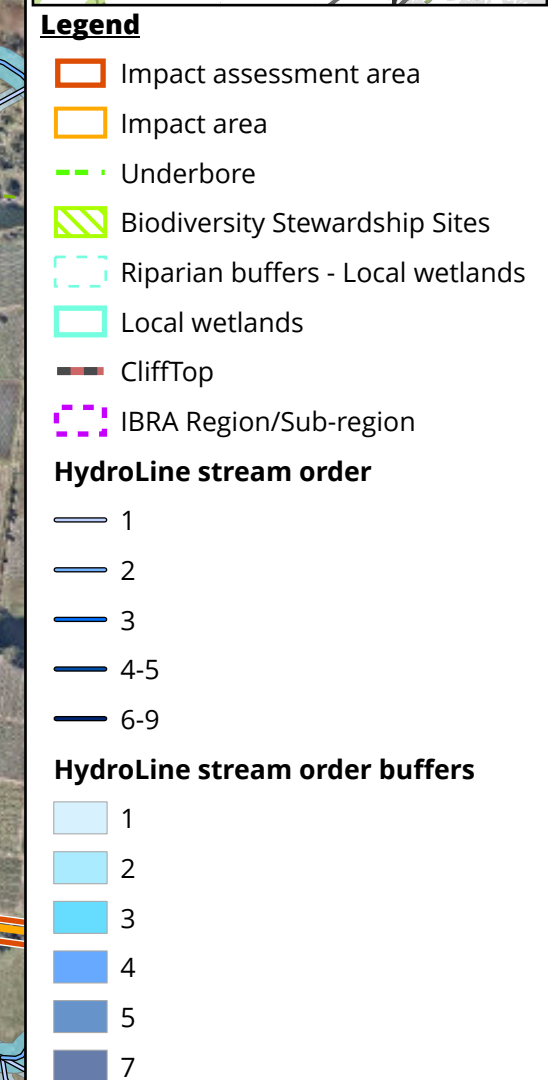 Legend
Impact assessment area
Impact area
Underbore
Biodiversity Stewardship Sites
Riparian buffers - Local wetlands
Local wetlands
CliffTop
IBRA Region/Sub-region
HydroLine stream order
1
2
3
4-5
6-9
HydroLine stream order buffers
1
2
3
4
5
7